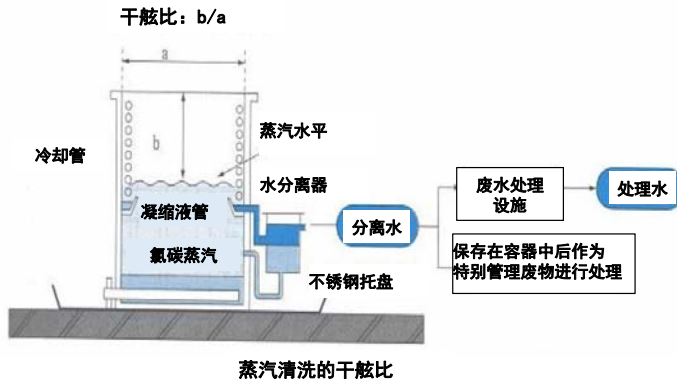 干舷比：b/a
a
b
蒸汽水平
冷却管
水分离器
凝缩液管
氯碳蒸汽
不锈钢托盘
分离水
废水处理
设施
处理水
保存在容器中后作为
特别管理废物进行处理
蒸汽清洗的干舷比